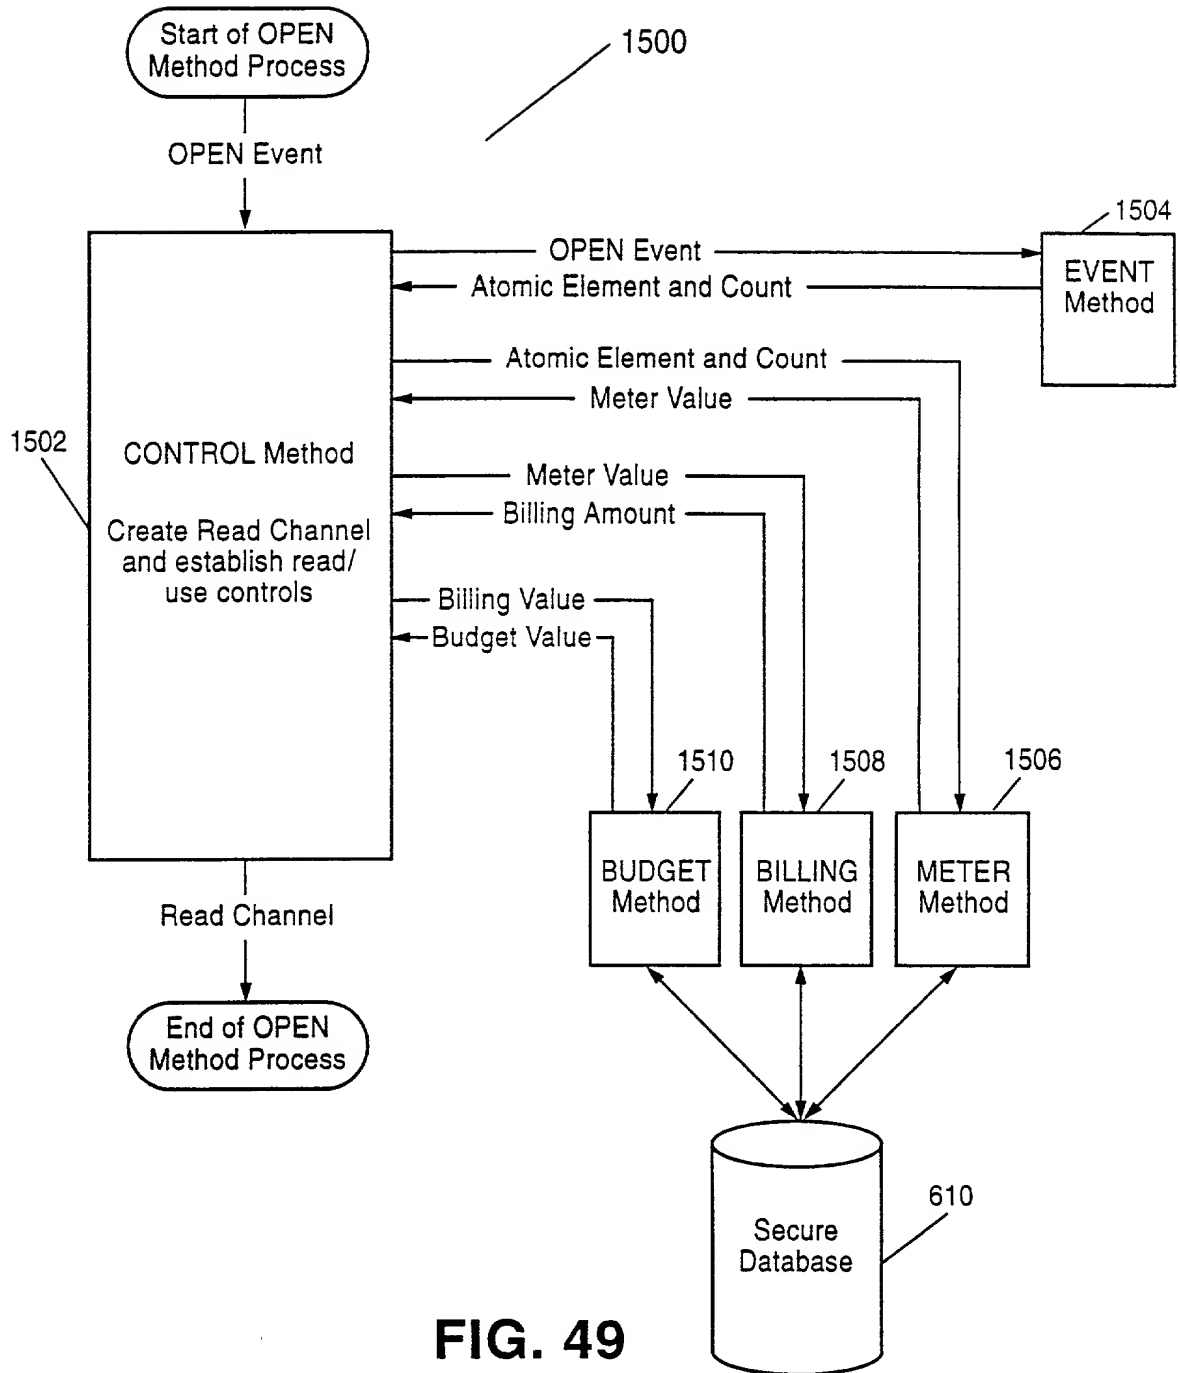 Start of OPEN
Method Process
1500
OPEN Event
1504
OPEN Event
EVENT
Method
Atomic Element and Count
Atomic Element and Count
Meter Value
1502
CONTROL Method
Create Read Channel
and establish read/
use controls
Meter Value
Billing Amount
Billing Value
Budget Value
1510
1508
1506
BUDGET
Method
BILLING
Method
METER
Method
Read Channel
End of OPEN
Method Process
610
Secure
Database
FIG. 49